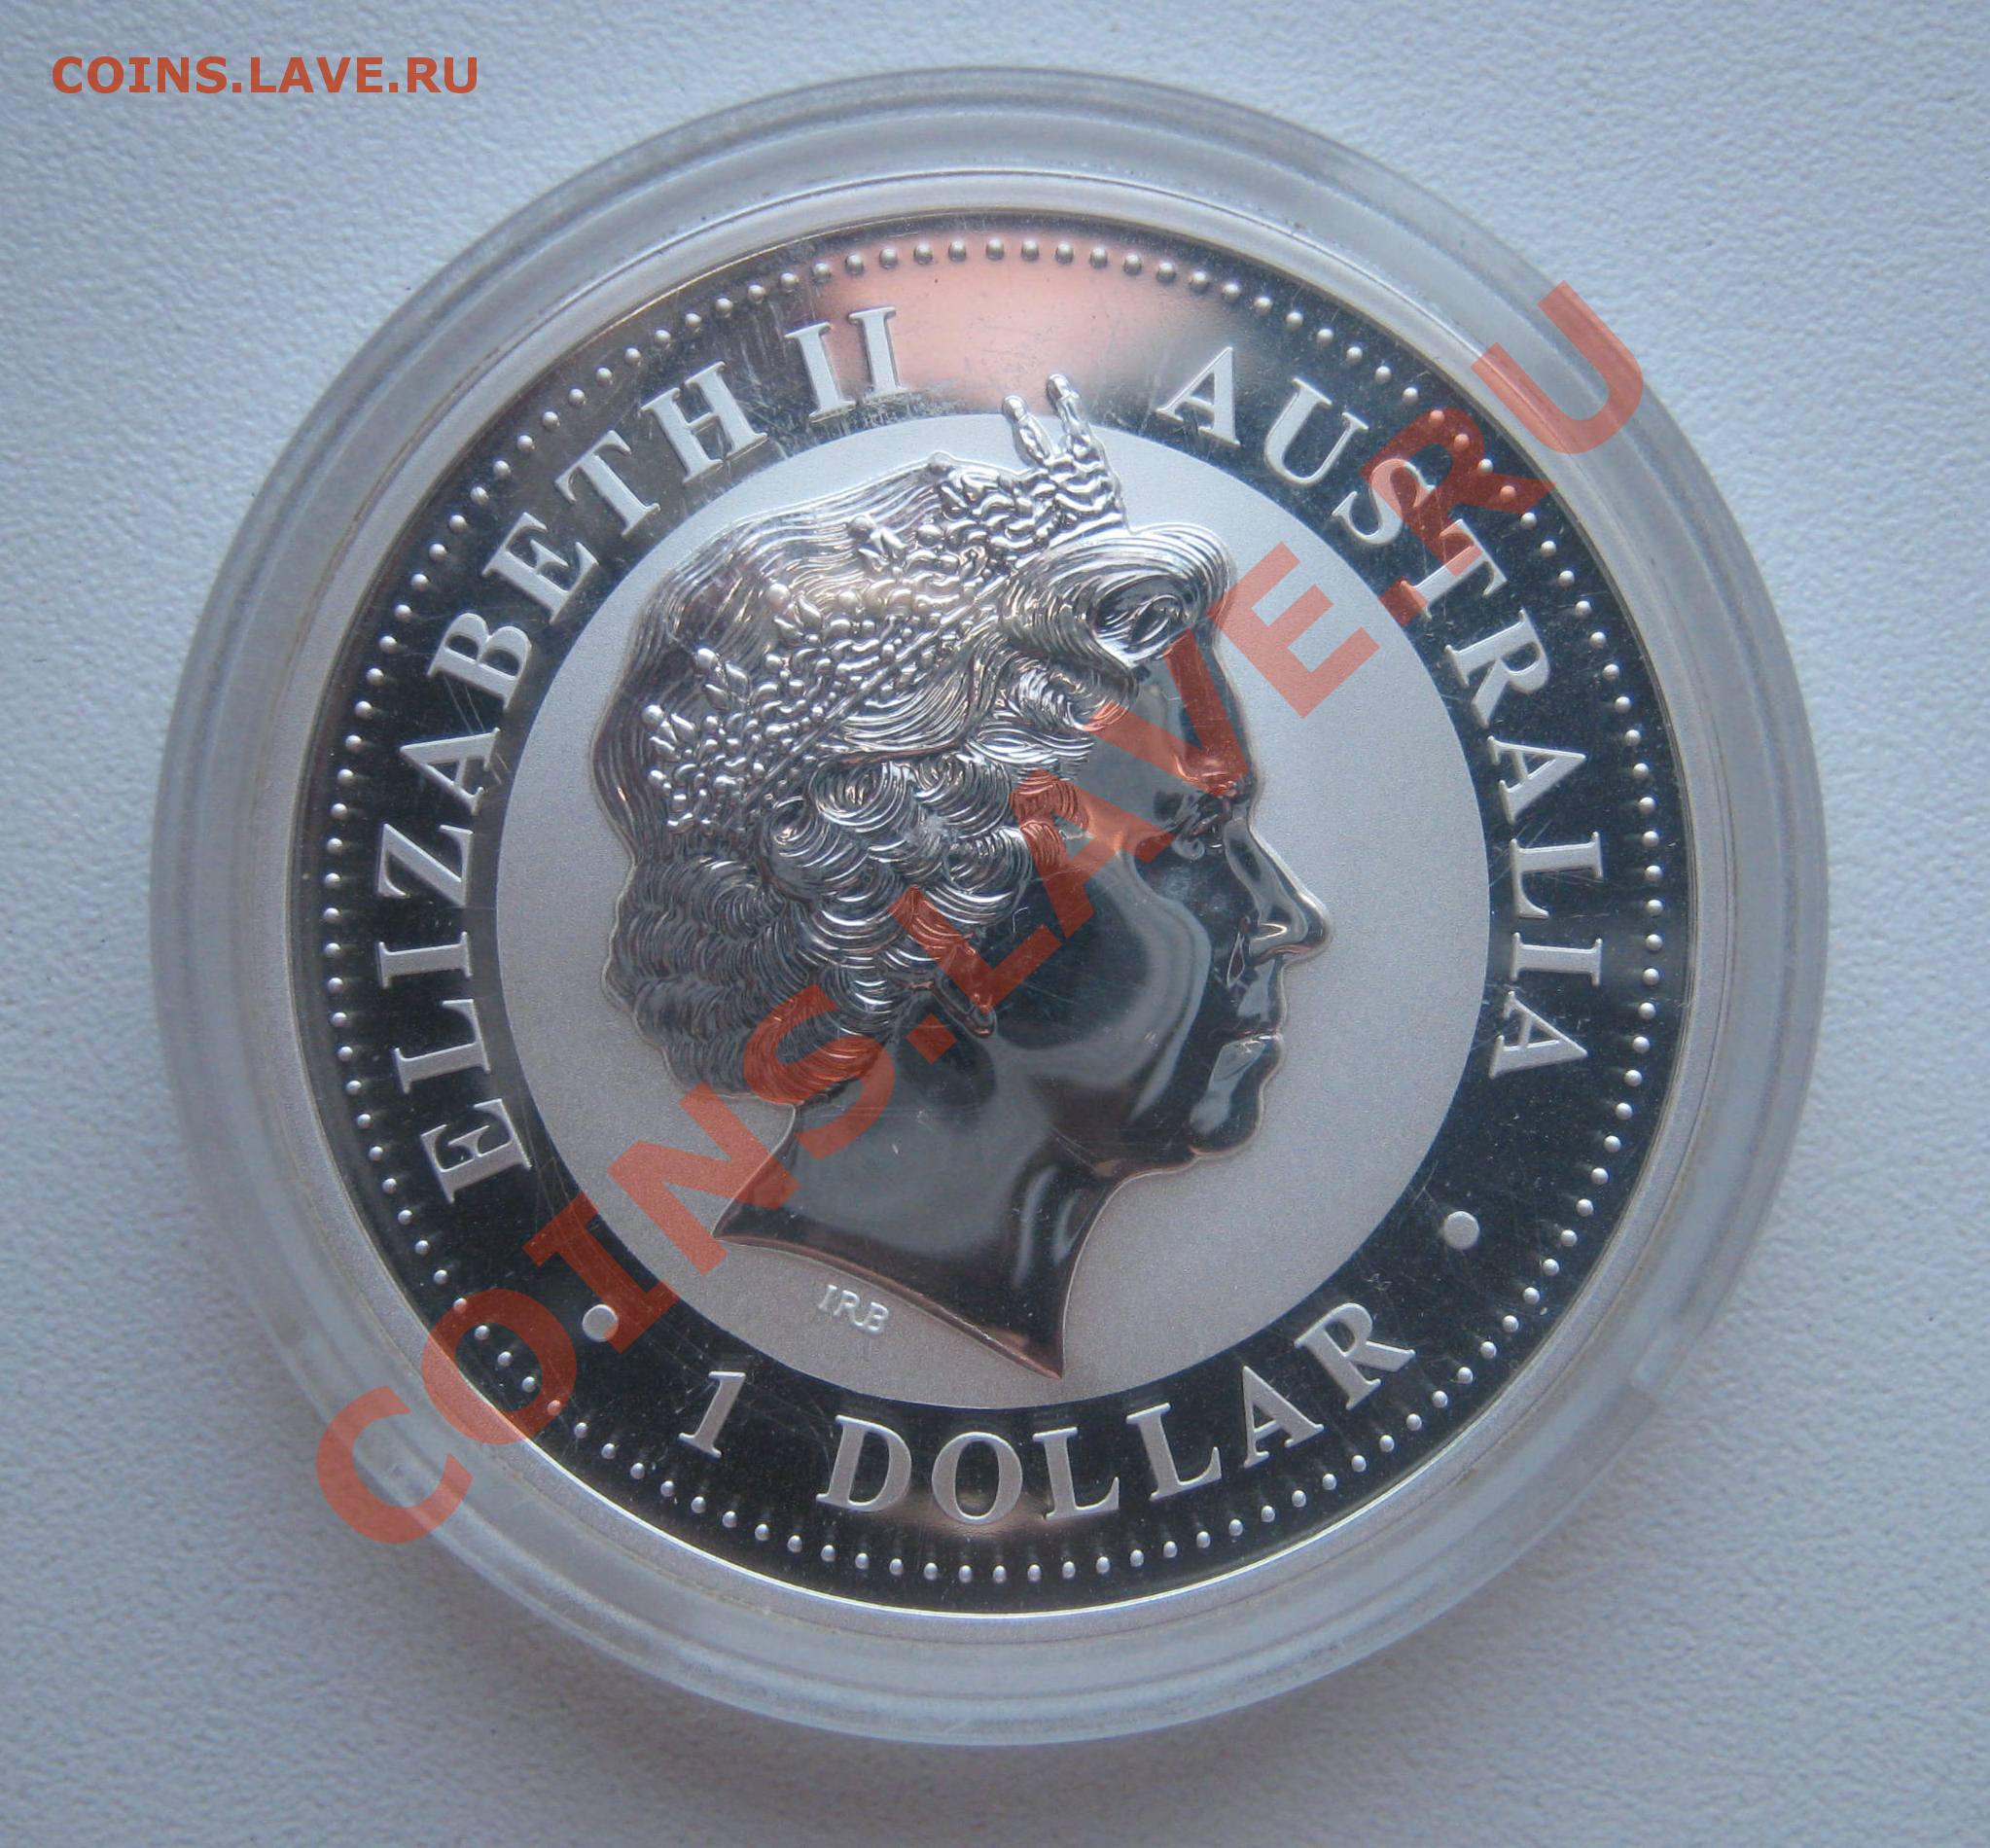 COINS.LAVE.RU
ELIZABETH II AUSTRALIA
IRB
• 1 DOLLAR •
COINS.LAVE.RU